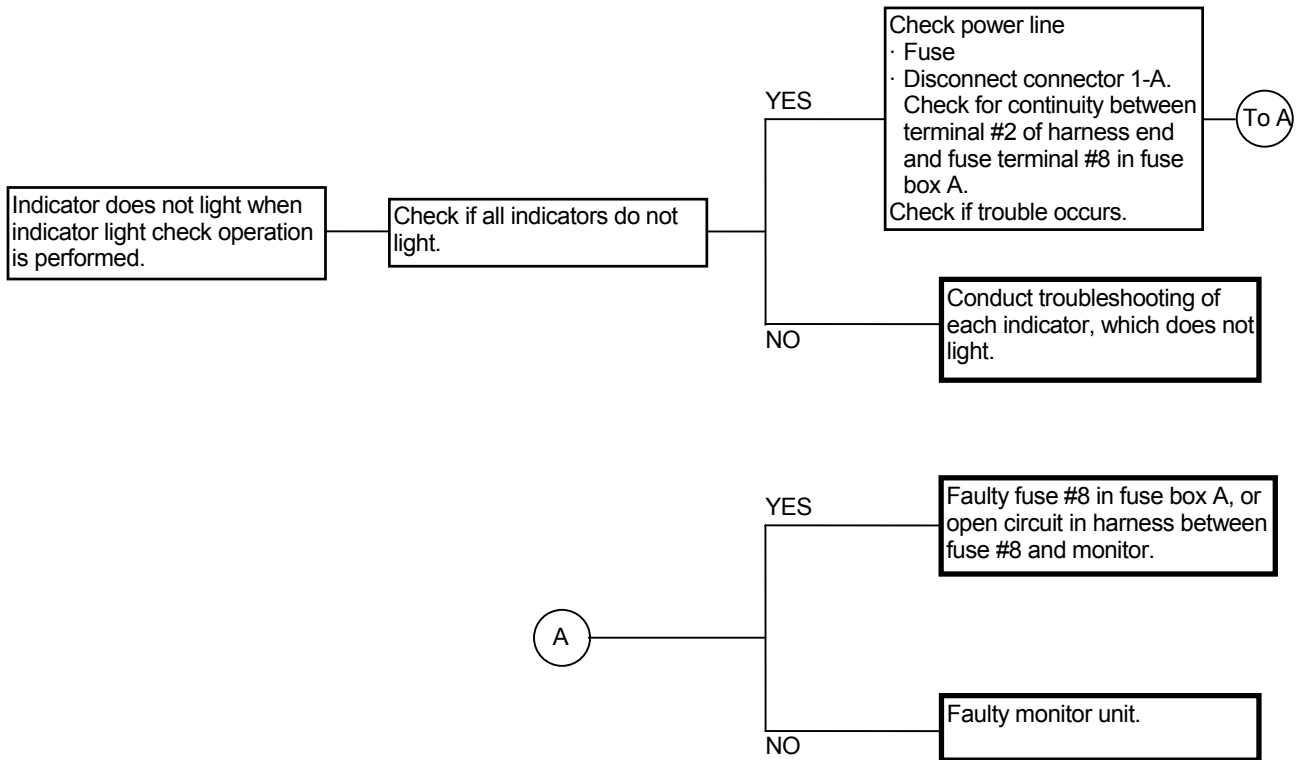 Check power line
· Fuse
· Disconnect connector 1-A.
Check for continuity between
terminal #2 of harness end
and fuse terminal #8 in fuse
box A.
Check if trouble occurs.
YES
To A
Indicator does not light when
indicator light check operation
is performed.
Check if all indicators do not
light.
NO
Conduct troubleshooting of
each indicator, which does not
light.
YES
Faulty fuse #8 in fuse box A, or
open circuit in harness between
fuse #8 and monitor.
A
NO
Faulty monitor unit.